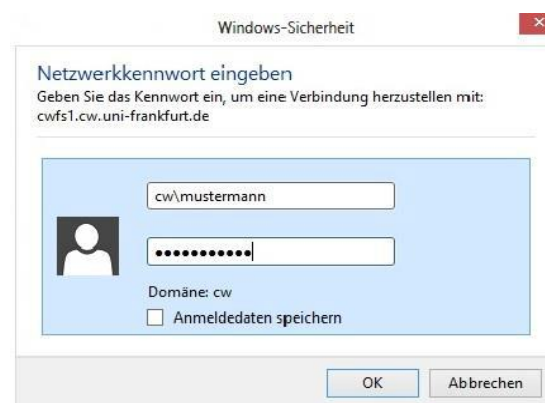 Windows-Sicherheit
Netzwerkkennwort eingeben
Geben Sie das Kennwort ein, um eine Verbindung herzustellen mit:
cwfs1.cw.uni-frankfurt.de
cw\mustermann
●●●●●●●●●●●
Domäne: cw
Anmeldedaten speichern
OK
Abbrechen